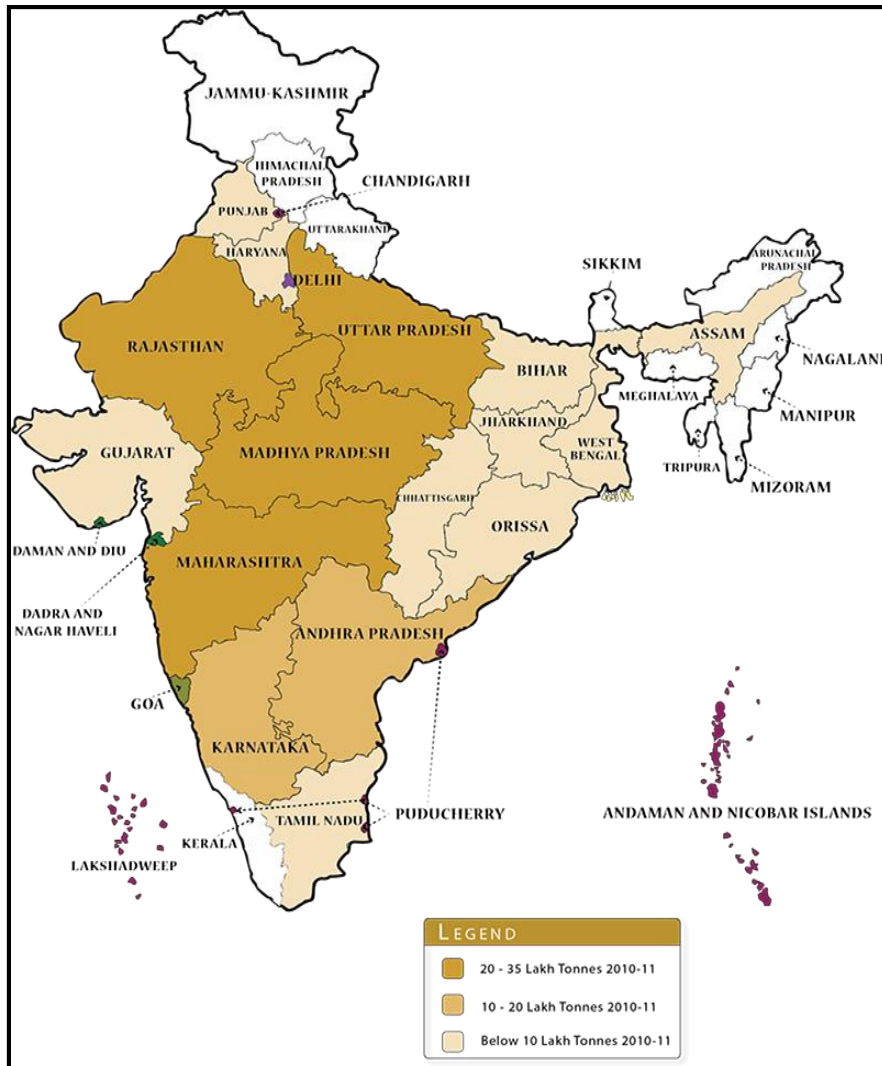 JAMMU-KASHMIR
HIMACHAL
PRADESH
CHANDIGARH
PUNJAB
UTTARAKHAND
HARYANA
DELHI
SIKKIM
ARUNACHAL
PRADESH
UTTAR PRADESH
RAJASTHAN
ASSAM
NAGALAND
BIHAR
MEGHALAYA
MANIPUR
JHARKHAND
GUJARAT
MADHYA PRADESH
WEST
BENGAL
TRIPURA
MIZORAM
CHHATTISGARH
ORISSA
DAMAN AND DIU
MAHARASHTRA
DADRA AND
NAGAR HAVELI
ANDHRA PRADESH
GOA
KARNATAKA
PUDUCHERRY
ANDAMAN AND NICOBAR ISLANDS
TAMIL NADU
KERALA
LAKSHADWEEP
LEGEND
20 - 35 Lakh Tonnes 2010-11
10 - 20 Lakh Tonnes 2010-11
Below 10 Lakh Tonnes 2010-11